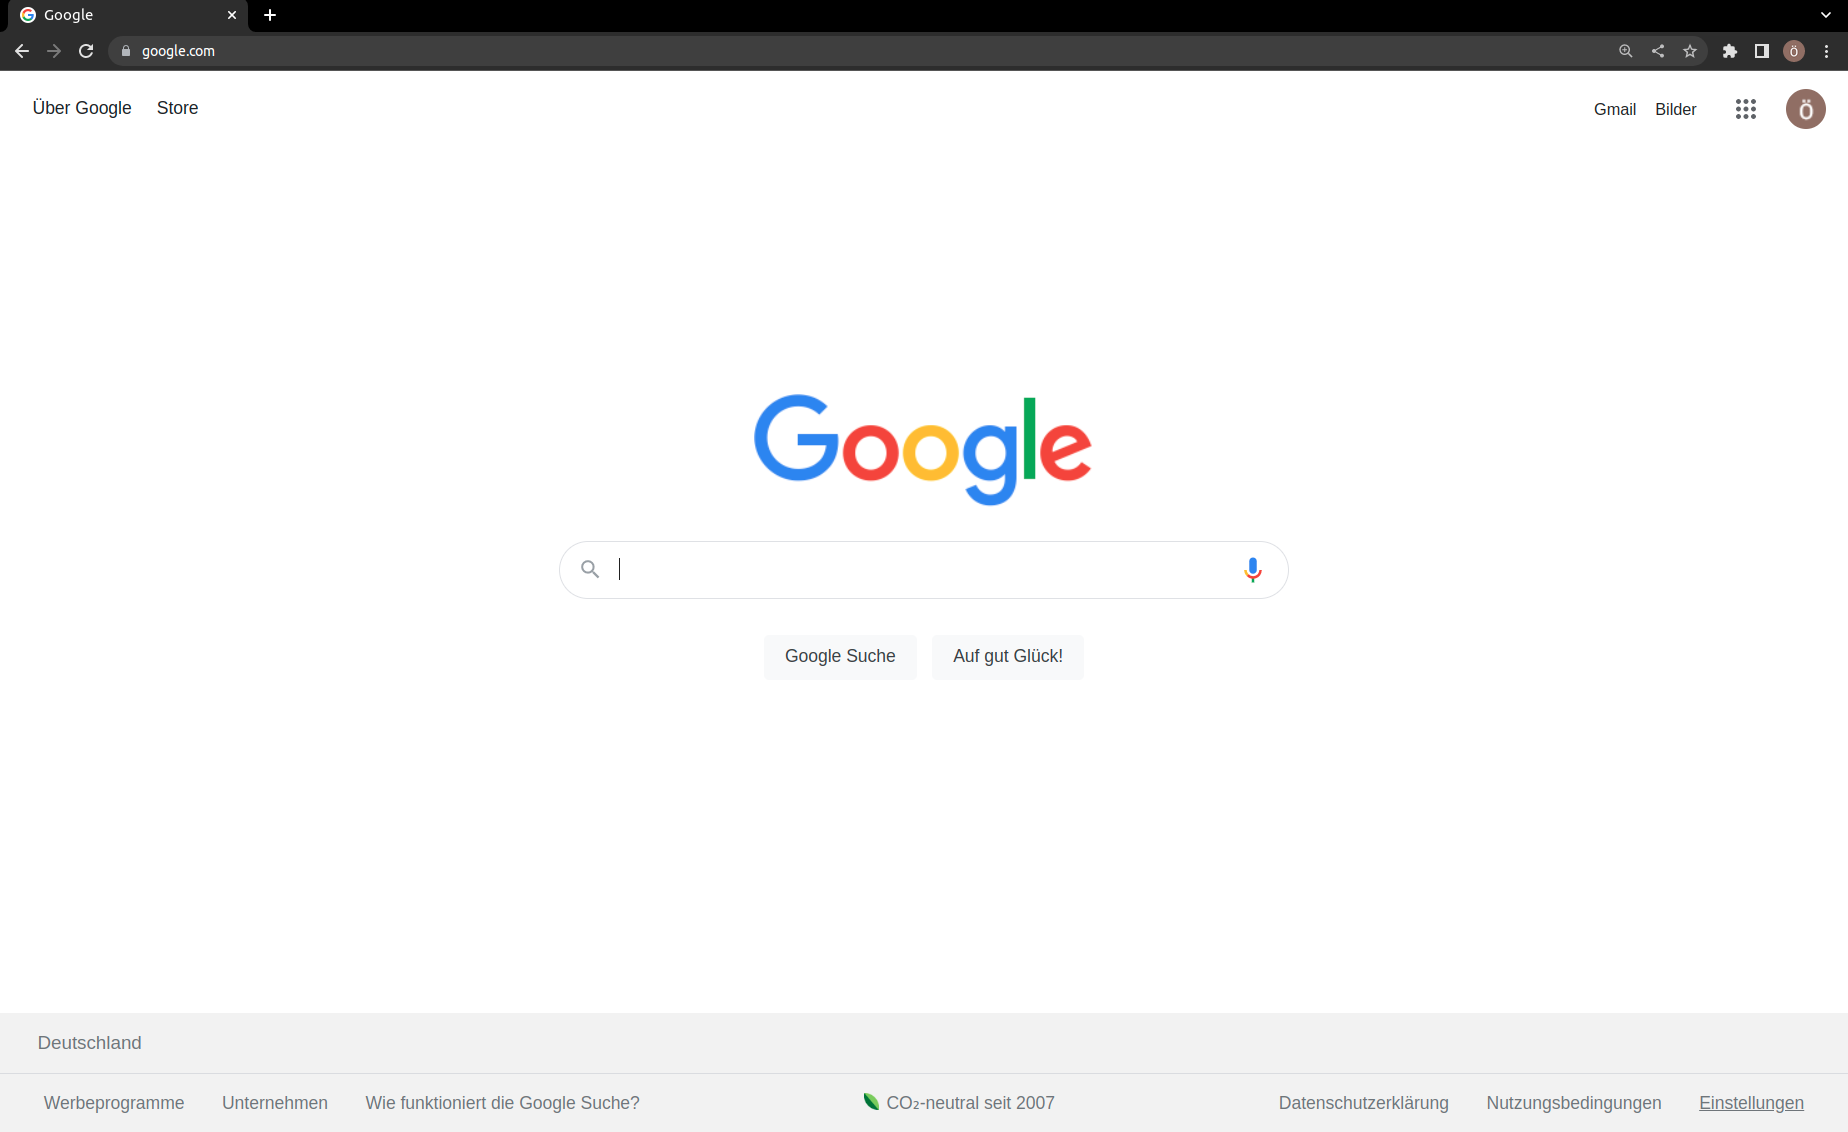 Google
google.com
ö
Über Google Store
Gmail Bilder
Ö
Google
Google Suche Auf gut Glück!
Deutschland
Werbeprogramme Unternehmen Wie funktioniert die Google Suche? CO₂-neutral seit 2007 Datenschutzerklärung Nutzungsbedingungen Einstellungen